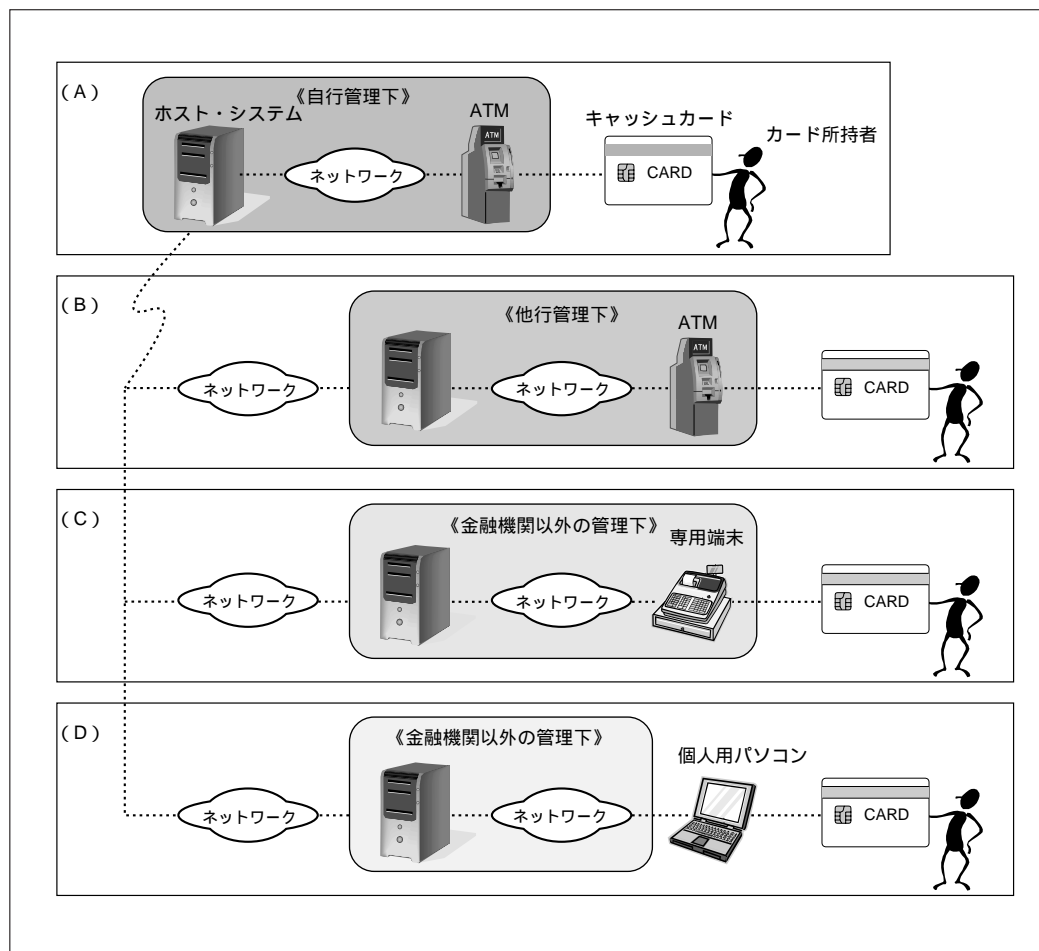 (A)
《自行管理下》
ホスト・システム
ATM
ATM
ネットワーク
キャッシュカード
カード所持者
CARD
(B)
《他行管理下》
ATM
ATM
ネットワーク
ネットワーク
CARD
(C)
《金融機関以外の管理下》
専用端末
ネットワーク
ネットワーク
CARD
(D)
《金融機関以外の管理下》
個人用パソコン
ネットワーク
ネットワーク
CARD